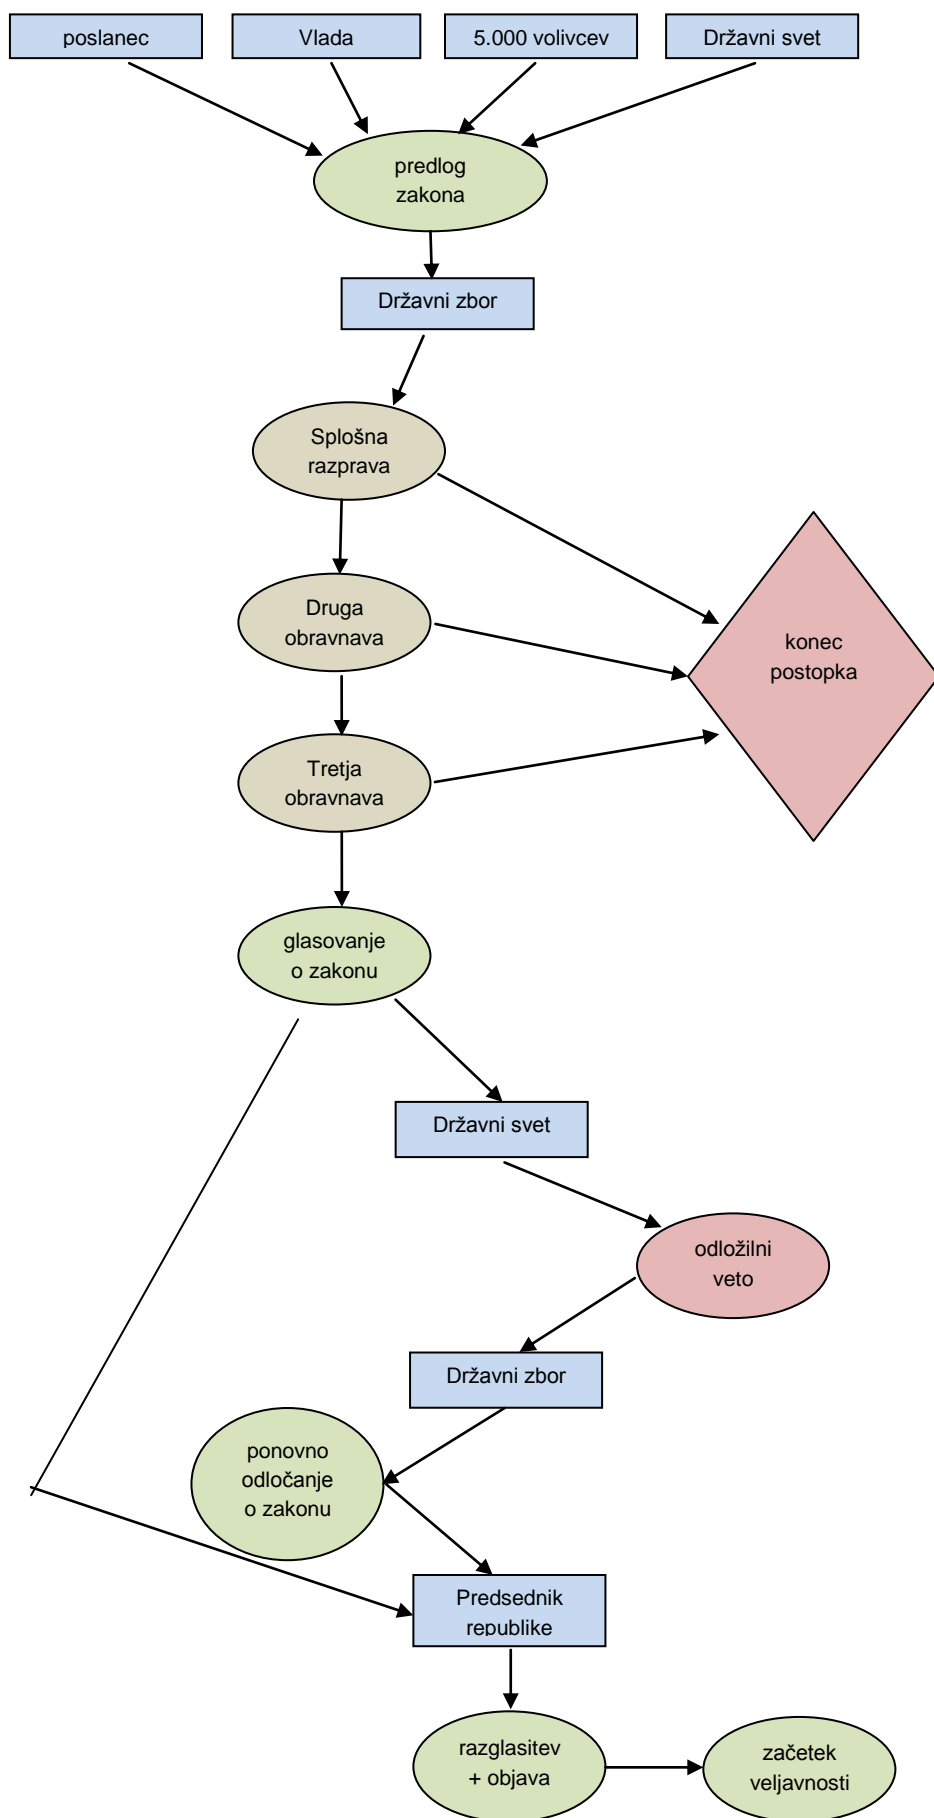 poslanec
Vlada
5.000 volivcev
Državni svet
predlog
zakona
Državni zbor
Splošna
razprava
Druga
obravnava
konec
postopka
Tretja
obravnava
glasovanje
o zakonu
Državni svet
odložilni
veto
Državni zbor
ponovno
odločanje
o zakonu
Predsednik
republike
razglasitev
+ objava
začetek
veljavnosti